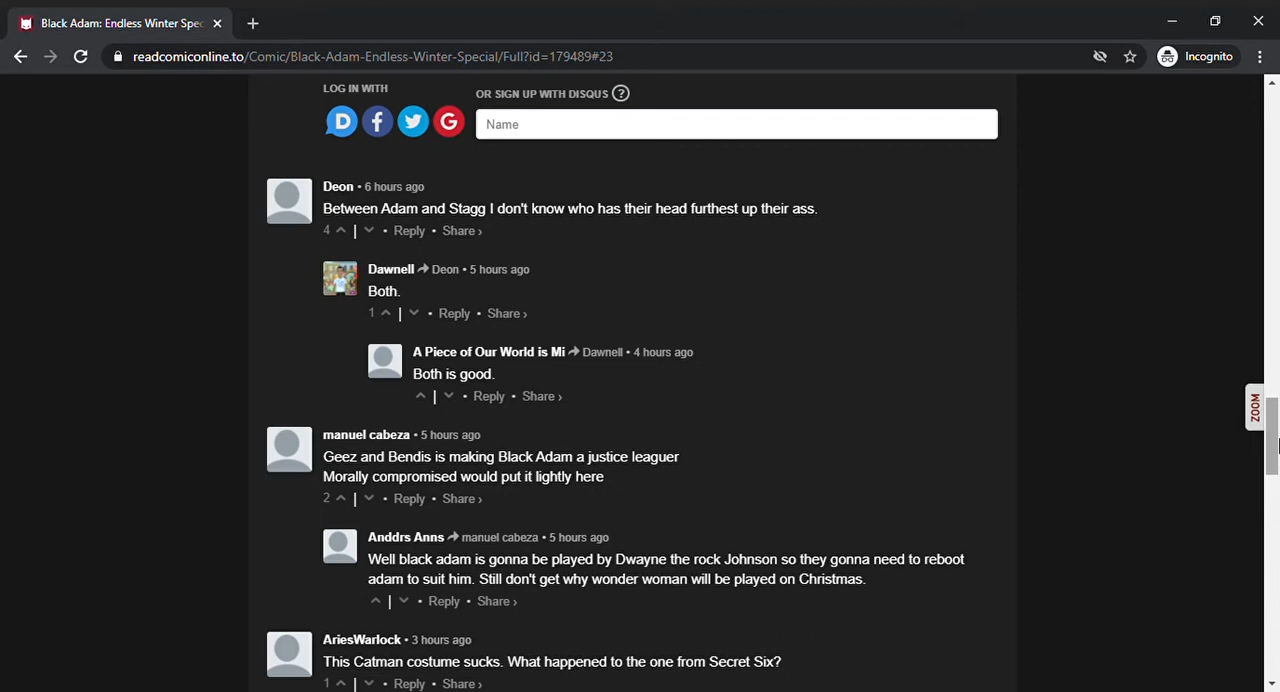 Black Adam: Endless Winter Spec
readcomiconline.to/Comic/Black-Adam-Endless-Winter-Special/Full?id=179489#23
Incognito
LOG IN WITH
OR SIGN UP WITH DISQUS ?
D f G
Name
Deon • 6 hours ago
Between Adam and Stagg I don't know who has their head furthest up their ass.
4 | • Reply • Share ›
Dawnell Deon • 5 hours ago
Both.
1 | • Reply • Share ›
A Piece of Our World is Mi Dawnell • 4 hours ago
Both is good.
| • Reply • Share ›
ZOOM
manuel cabeza • 5 hours ago
Geez and Bendis is making Black Adam a justice leaguer
Morally compromised would put it lightly here
2 | • Reply • Share ›
Anddrs Anns manuel cabeza • 5 hours ago
Well black adam is gonna be played by Dwayne the rock Johnson so they gonna need to reboot
adam to suit him. Still don't get why wonder woman will be played on Christmas.
| • Reply • Share ›
AriesWarlock • 3 hours ago
This Catman costume sucks. What happened to the one from Secret Six?
1 | • Reply • Share ›